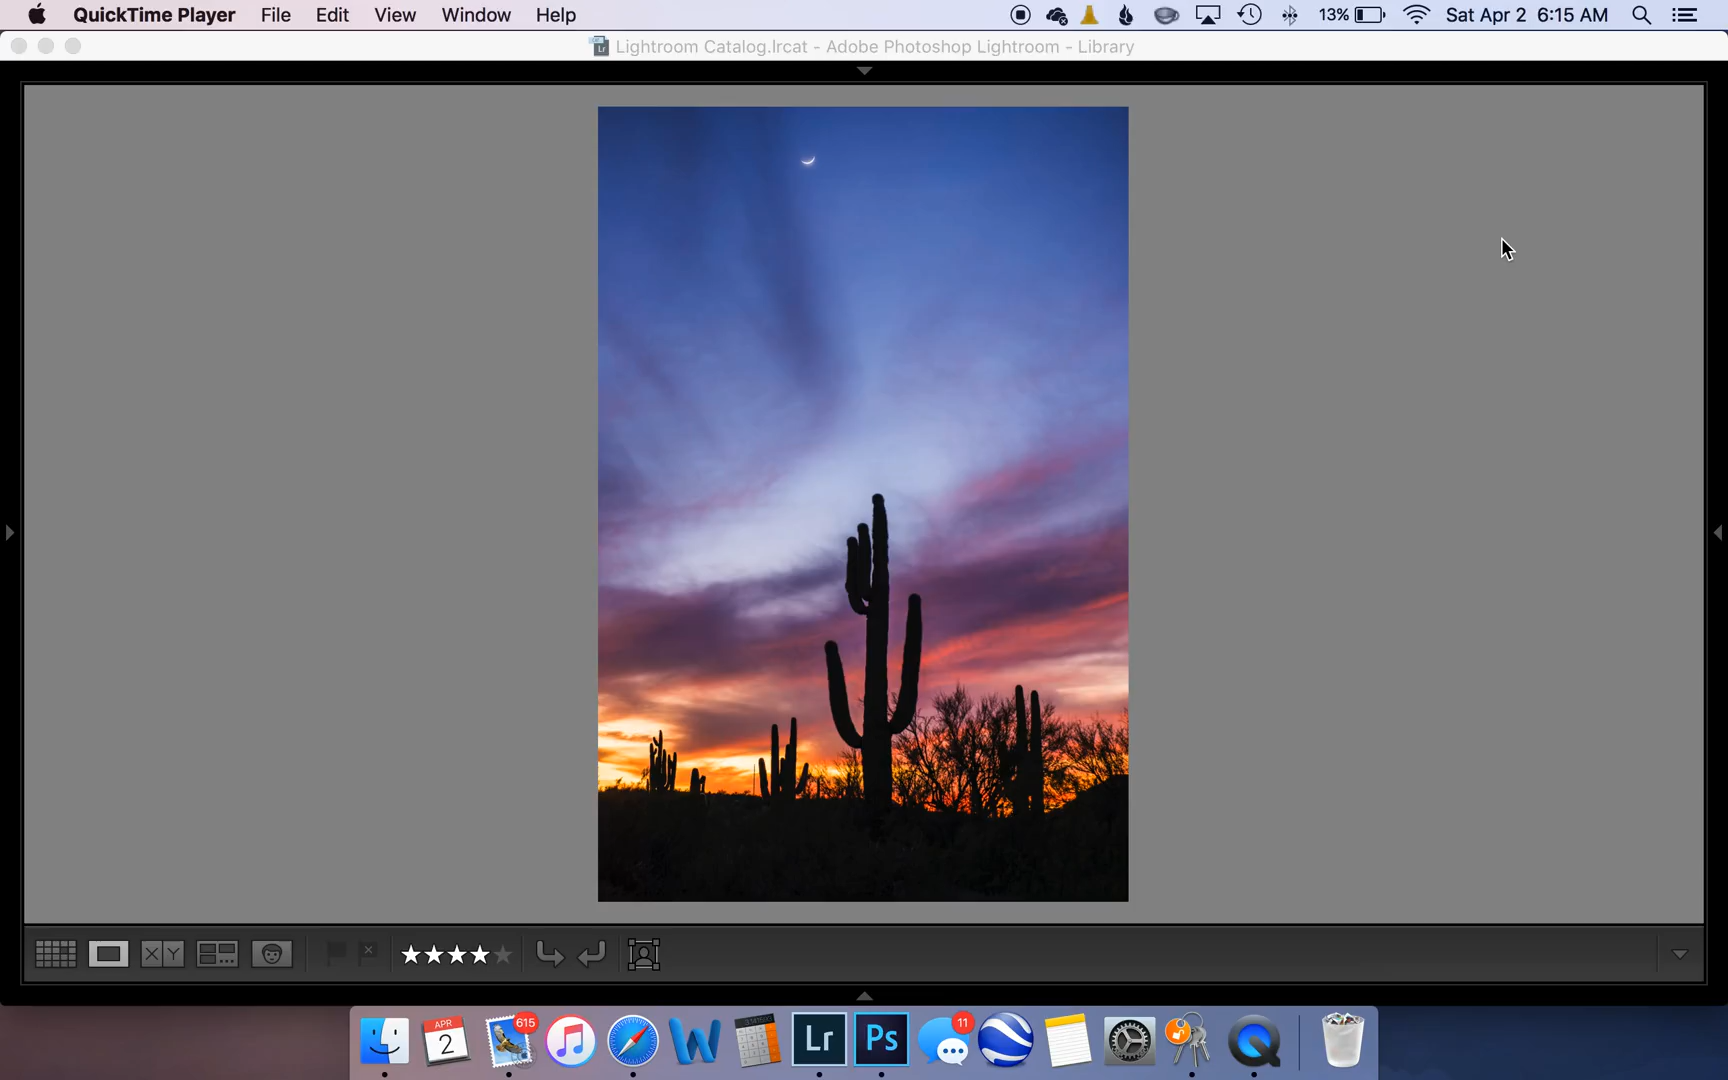 QuickTime Player File Edit View Window Help 13% Sat Apr 2 6:15 AM
Lightroom Catalog.lrcat - Adobe Photoshop Lightroom - Library
X Y
APR
2
615
W
Lr
Ps
11